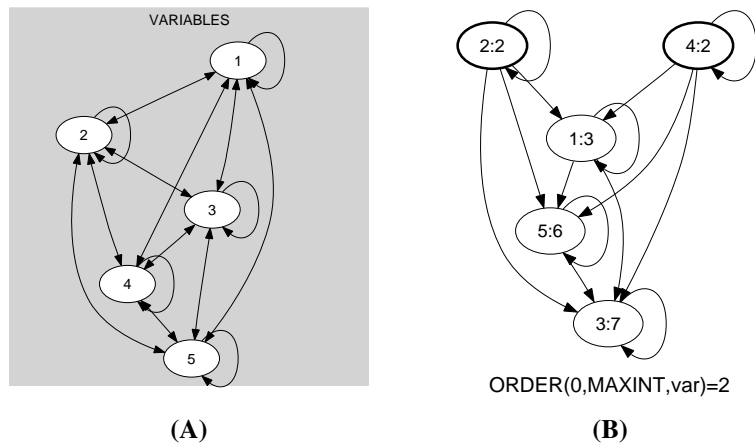 VARIABLES
1
2
3
4
5
2:2
4:2
1:3
5:6
3:7
ORDER(0,MAXINT,var)=2
(A)
(B)